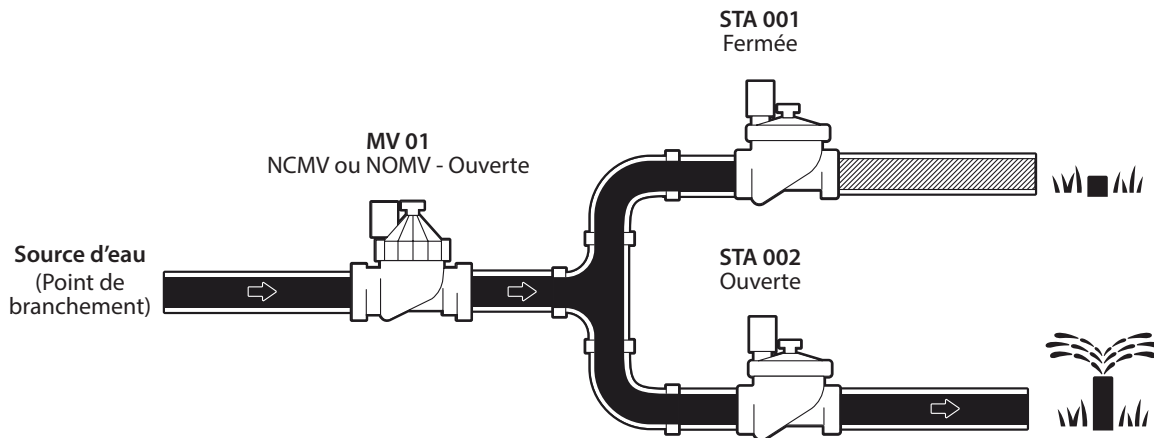 STA 001
Fermée
MV 01
NCMV ou NOMV - Ouverte
Source d’eau
(Point de
branchement)
STA 002
Ouverte